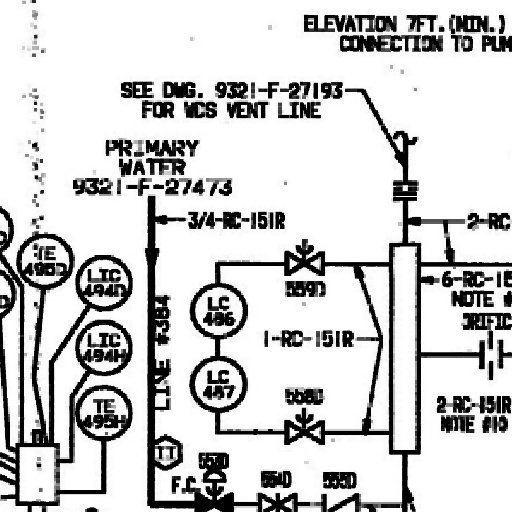 ELEVATION 7FT.(MIN.)
CONNECTION TO PUM
SEE DWG. 9321-F-27193
FOR WCS VENT LINE
PRIMARY
WATER
9321-F-27473
3/4-RC-151R
2-RC
TE
495D
LIC
494D
559D
6-RC-15
NOTE #
ORIFIC
LC
486
LINE #384
LIC
494H
1-RC-151R
LC
487
558D
TE
495H
2-RC-151R
NOTE #10
II
553D
F.C.
554D
555D